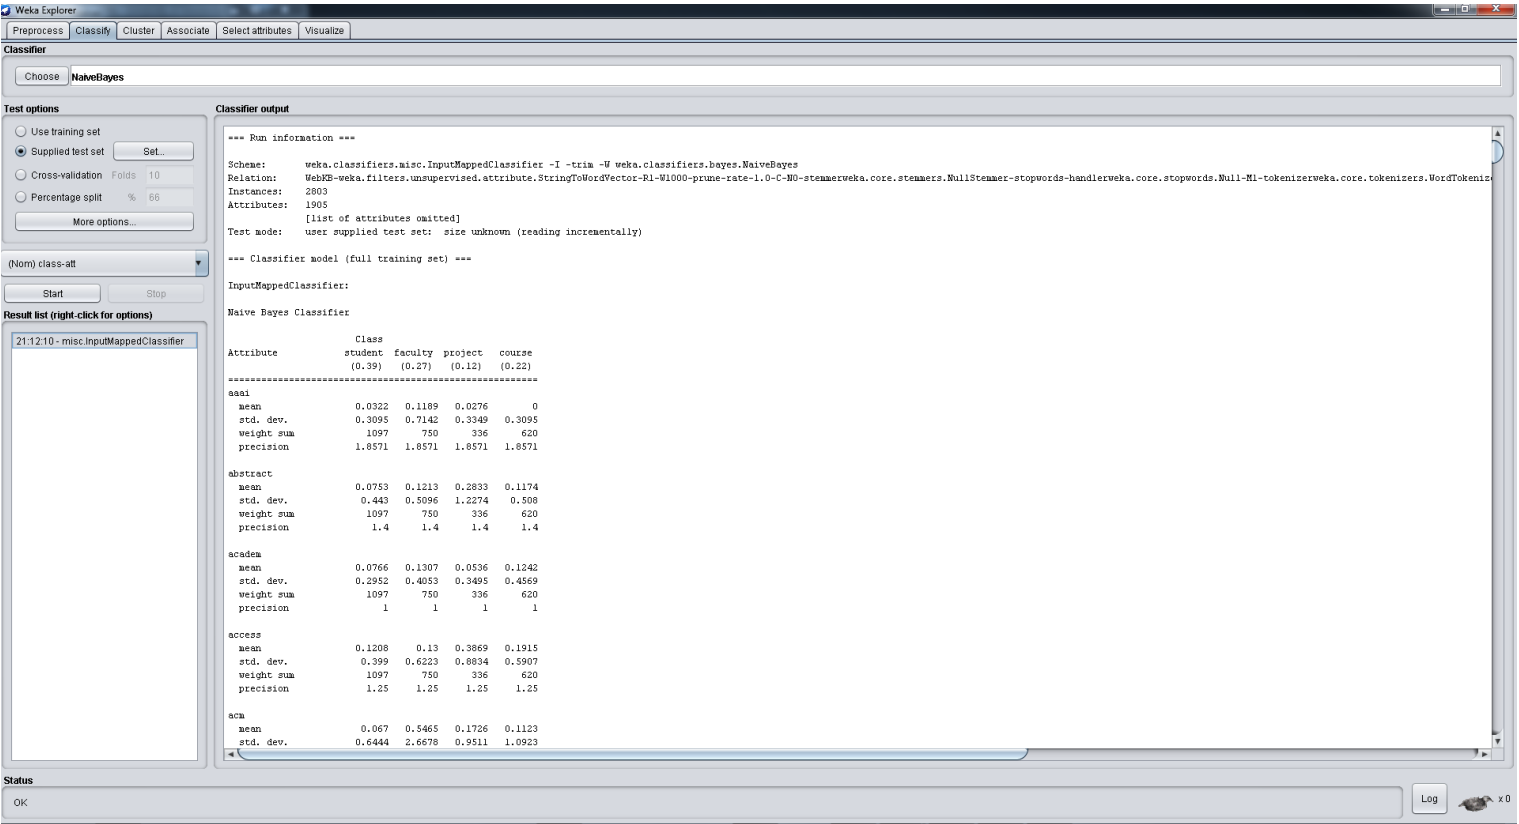 Weka Explorer
Preprocess Classify Cluster Associate Select attributes Visualize
Classifier
Choose NaiveBayes
Test options
Use training set
Supplied test set Set...
Cross-validation Folds 10
Percentage split % 66
More options...
(Nom) class-att
Start Stop
Result list (right-click for options)
21:12:10 - misc.InputMappedClassifier
Classifier output
=== Run information ===
Scheme: weka.classifiers.misc.InputMappedClassifier -I -trim -W weka.classifiers.bayes.NaiveBayes
Relation: WebKB-weka.filters.unsupervised.attribute.StringToWordVector-R1-W1000-prune-rate-1.0-C-N0-stemmerweka.core.stemmers.NullStemmer-stopwords-handlerweka.core.stopwords.Null-M1-tokenizerweka.core.tokenizers.WordTokeniz
Instances: 2803
Attributes: 1905
[list of attributes omitted]
Test mode: user supplied test set: size unknown (reading incrementally)
=== Classifier model (full training set) ===
InputMappedClassifier:
Naive Bayes Classifier
Class
Attribute student faculty project course
(0.39) (0.27) (0.12) (0.22)
=========================================================
aaai
mean 0.0322 0.1189 0.0276 0
std. dev. 0.3095 0.7142 0.3349 0.3095
weight sum 1097 750 336 620
precision 1.8571 1.8571 1.8571 1.8571
abstract
mean 0.0753 0.1213 0.2833 0.1174
std. dev. 0.443 0.5096 1.2274 0.508
weight sum 1097 750 336 620
precision 1.4 1.4 1.4 1.4
academ
mean 0.0766 0.1307 0.0536 0.1242
std. dev. 0.2952 0.4053 0.3495 0.4569
weight sum 1097 750 336 620
precision 1 1 1 1
access
mean 0.1208 0.13 0.3869 0.1915
std. dev. 0.399 0.6223 0.8834 0.5907
weight sum 1097 750 336 620
precision 1.25 1.25 1.25 1.25
acm
mean 0.067 0.5465 0.1726 0.1123
std. dev. 0.6444 2.6678 0.9511 1.0923
Status
OK
Log x 0